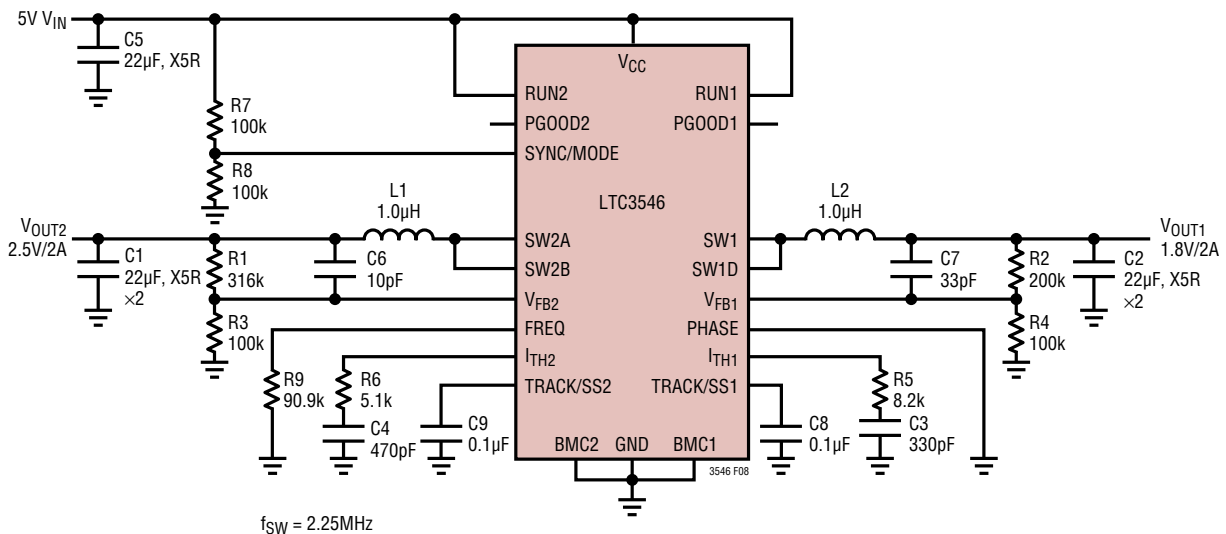 5V VIN
C5
22µF, X5R
R7
100k
R8
100k
VCC
RUN2
RUN1
PGOOD2
PGOOD1
SYNC/MODE
LTC3546
L1
1.0µH
L2
1.0µH
VOUT2
2.5V/2A
VOUT1
1.8V/2A
SW2A
SW1
SW2B
SW1D
C1
22µF, X5R
×2
R1
316k
C6
10pF
C7
33pF
R2
200k
C2
22µF, X5R
×2
VFB2
VFB1
R3
100k
R4
100k
FREQ
PHASE
ITH2
ITH1
R9
90.9k
R6
5.1k
R5
8.2k
TRACK/SS2
TRACK/SS1
C4
470pF
C9
0.1µF
C8
0.1µF
C3
330pF
BMC2
GND
BMC1
3546 F08
fSW = 2.25MHz